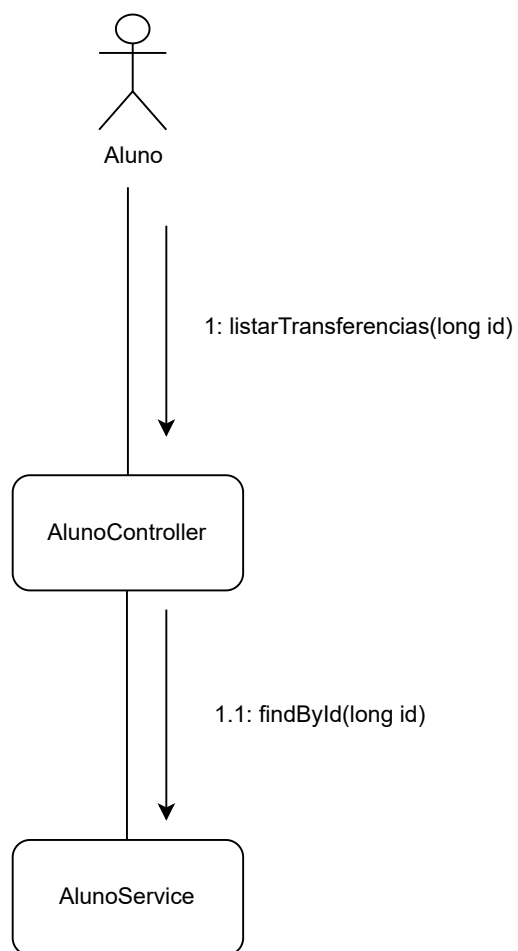 Aluno
1: listarTransferencias(long id)
AlunoController
1.1: findById(long id)
AlunoService